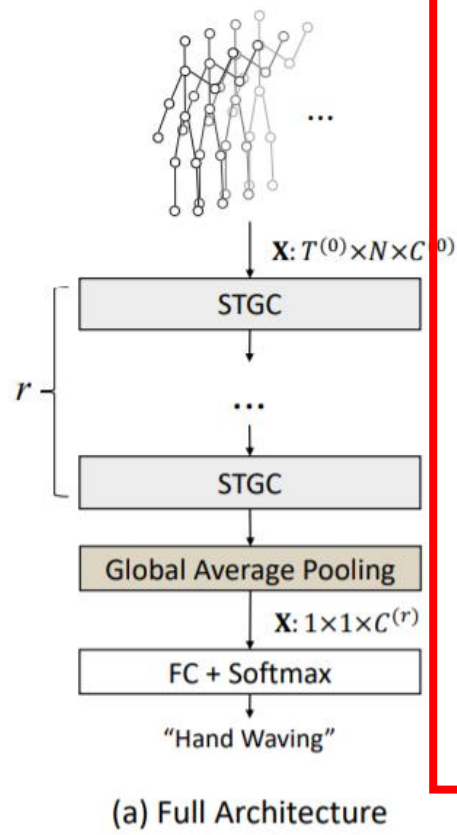 ...
X: T^(0)×N×C^(0)
STGC
...
r
STGC
Global Average Pooling
X: 1×1×C^(r)
FC + Softmax
“Hand Waving”
(a) Full Architecture